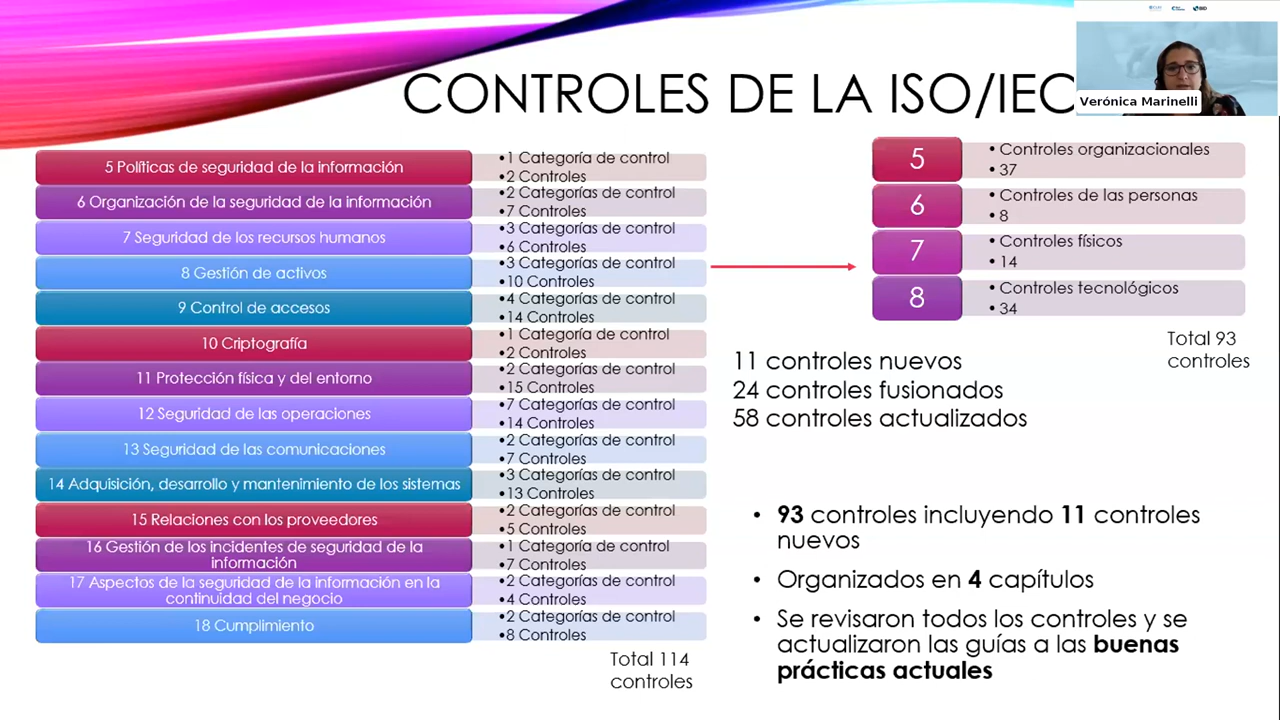 CONTROLES DE LA ISO/IEC
Verónica Marinelli
5 Políticas de seguridad de la información
•1 Categoría de control
•2 Controles
6 Organización de la seguridad de la información
•2 Categorías de control
•7 Controles
7 Seguridad de los recursos humanos
•3 Categorías de control
•6 Controles
8 Gestión de activos
•3 Categorías de control
•10 Controles
9 Control de accesos
•4 Categorías de control
•14 Controles
10 Criptografía
•1 Categoría de control
•2 Controles
11 Protección física y del entorno
•2 Categorías de control
•15 Controles
12 Seguridad de las operaciones
•7 Categorías de control
•14 Controles
13 Seguridad de las comunicaciones
•2 Categorías de control
•7 Controles
14 Adquisición, desarrollo y mantenimiento de los sistemas
•3 Categorías de control
•13 Controles
15 Relaciones con los proveedores
•2 Categorías de control
•5 Controles
16 Gestión de los incidentes de seguridad de la
información
•1 Categoría de control
•7 Controles
17 Aspectos de la seguridad de la información en la
continuidad del negocio
•2 Categorías de control
•4 Controles
18 Cumplimiento
•2 Categorías de control
•8 Controles
Total 114
controles
5
• Controles organizacionales
• 37
6
• Controles de las personas
• 8
7
• Controles físicos
• 14
8
• Controles tecnológicos
• 34
Total 93
controles
11 controles nuevos
24 controles fusionados
58 controles actualizados
• 93 controles incluyendo 11 controles
nuevos
• Organizados en 4 capítulos
• Se revisaron todos los controles y se
actualizaron las guías a las buenas
prácticas actuales